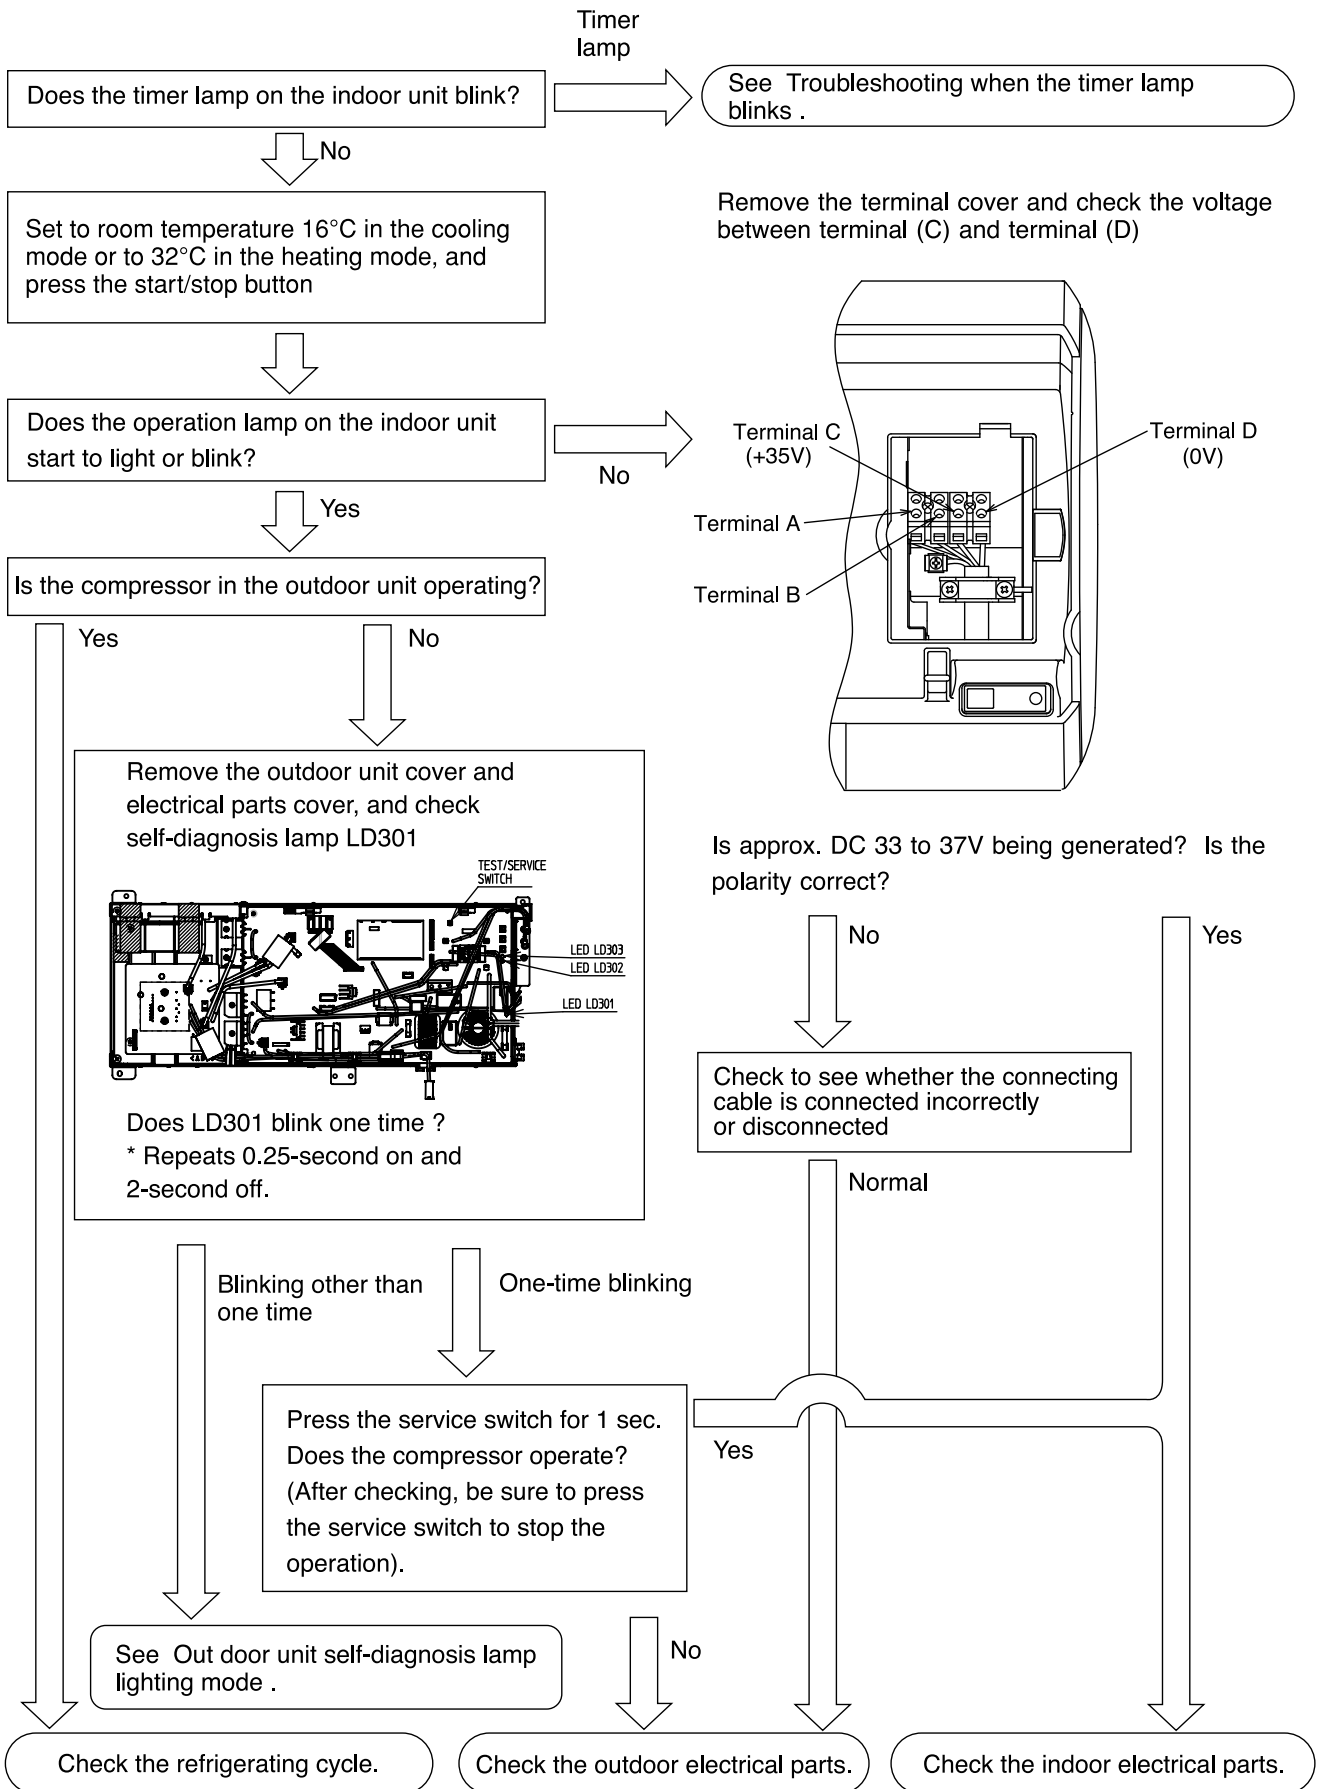 Timer
lamp
Does the timer lamp on the indoor unit blink?
See Troubleshooting when the timer lamp
blinks .
No
Set to room temperature 16°C in the cooling
mode or to 32°C in the heating mode, and
press the start/stop button
Remove the terminal cover and check the voltage
between terminal (C) and terminal (D)
Does the operation lamp on the indoor unit
start to light or blink?
No
Yes
Terminal C
(+35V)
Terminal D
(0V)
Terminal A
Terminal B
Is the compressor in the outdoor unit operating?
Yes
No
Remove the outdoor unit cover and
electrical parts cover, and check
self-diagnosis lamp LD301
TEST/SERVICE
SWITCH
LED LD303
LED LD302
LED LD301
Does LD301 blink one time ?
* Repeats 0.25-second on and
2-second off.
Is approx. DC 33 to 37V being generated? Is the
polarity correct?
No
Yes
Check to see whether the connecting
cable is connected incorrectly
or disconnected
Normal
Blinking other than
one time
One-time blinking
Press the service switch for 1 sec.
Does the compressor operate?
(After checking, be sure to press
the service switch to stop the
operation).
Yes
No
See Out door unit self-diagnosis lamp
lighting mode .
Check the refrigerating cycle.
Check the outdoor electrical parts.
Check the indoor electrical parts.